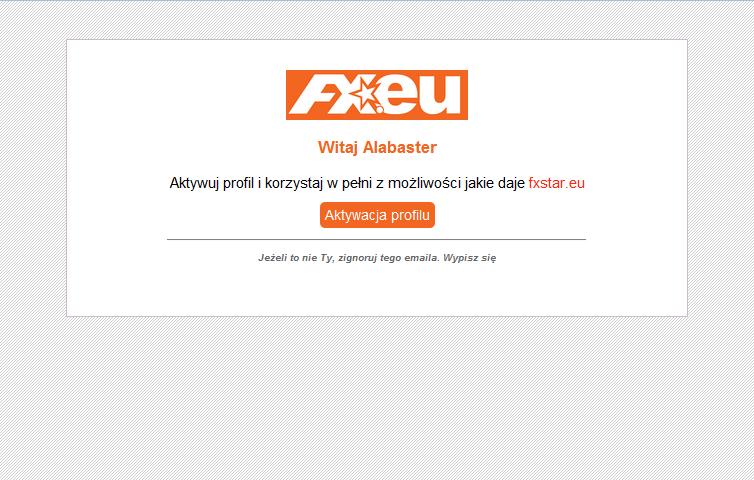 FX.eu
Witaj Alabaster
Aktywuj profil i korzystaj w pełni z możliwości jakie daje fxstar.eu
Aktywacja profilu
Jeżeli to nie Ty, zignoruj tego emaila. Wypisz się